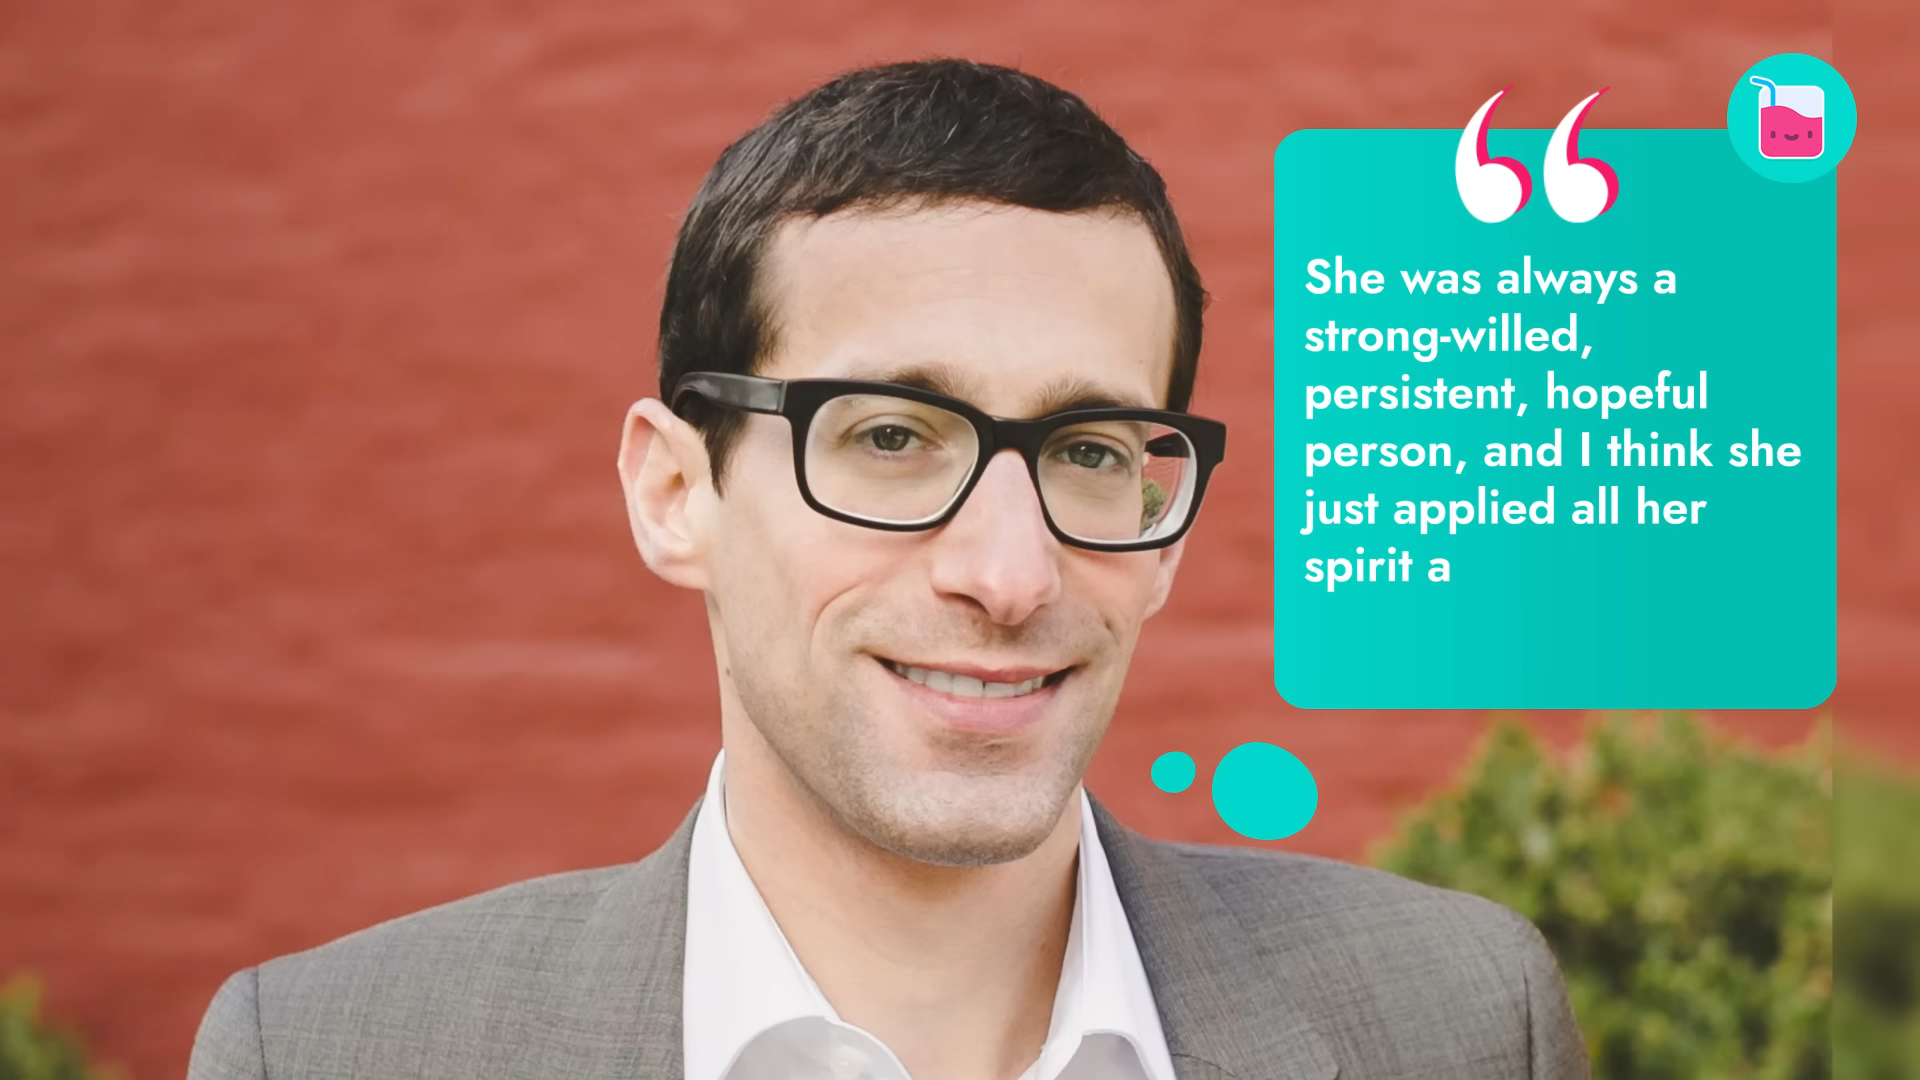 She was always a
strong-willed,
persistent, hopeful
person, and I think she
just applied all her
spirit a